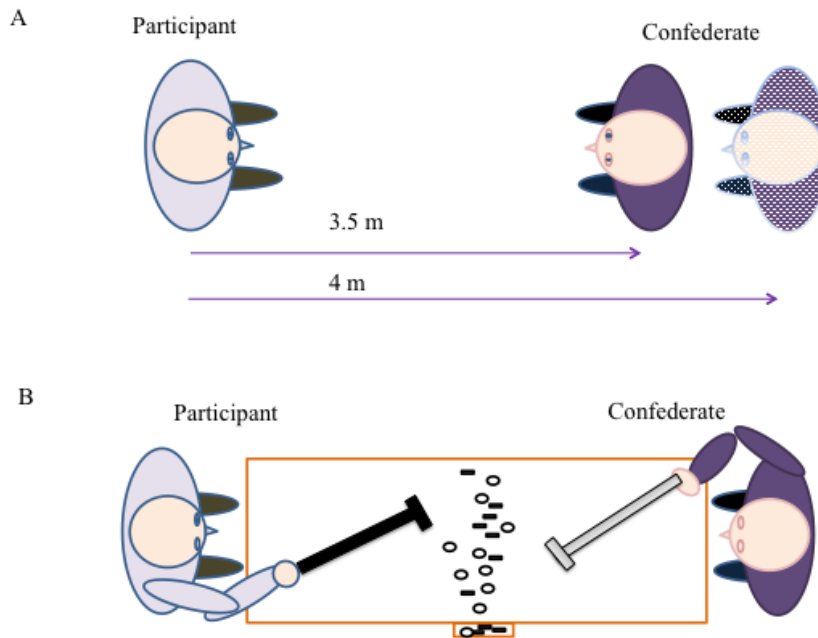 A
Participant
Confederate
3.5 m
4 m
B
Participant
Confederate